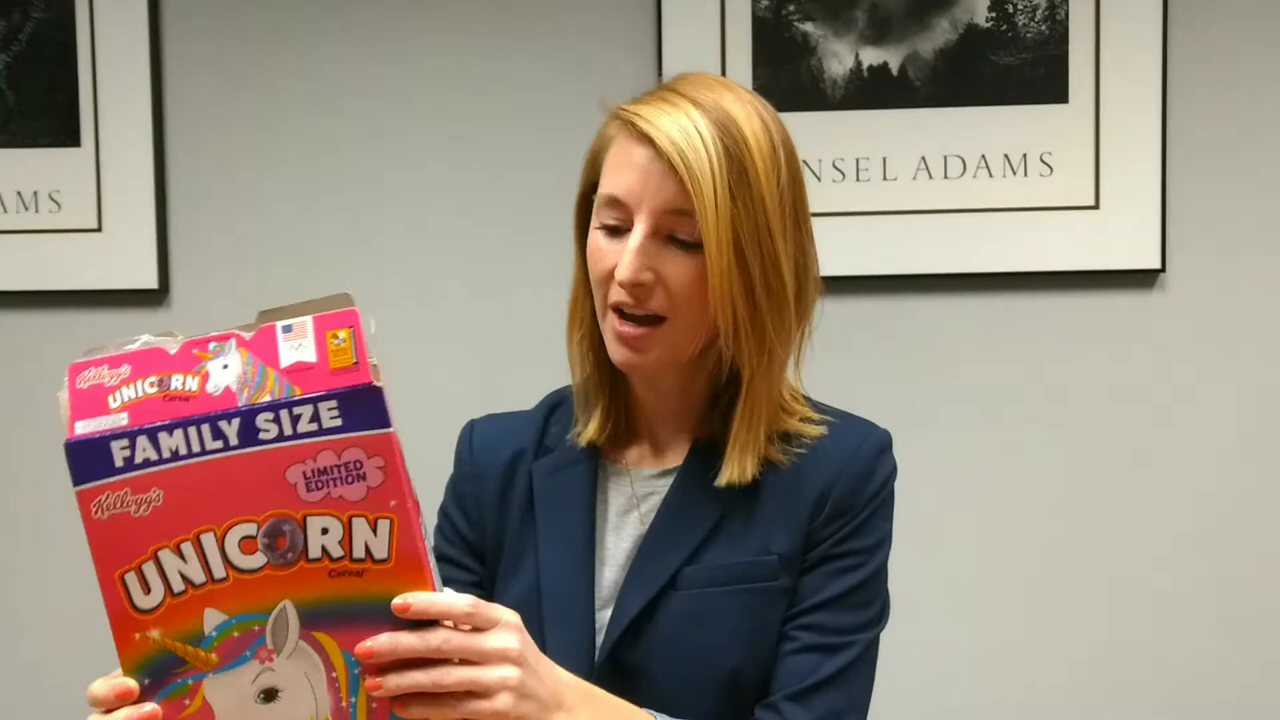 AMS
NSEL ADAMS
Kellogg's
UNICORN
Cereal
FAMILY SIZE
LIMITED
EDITION
Kellogg's
UNICORN
Cereal